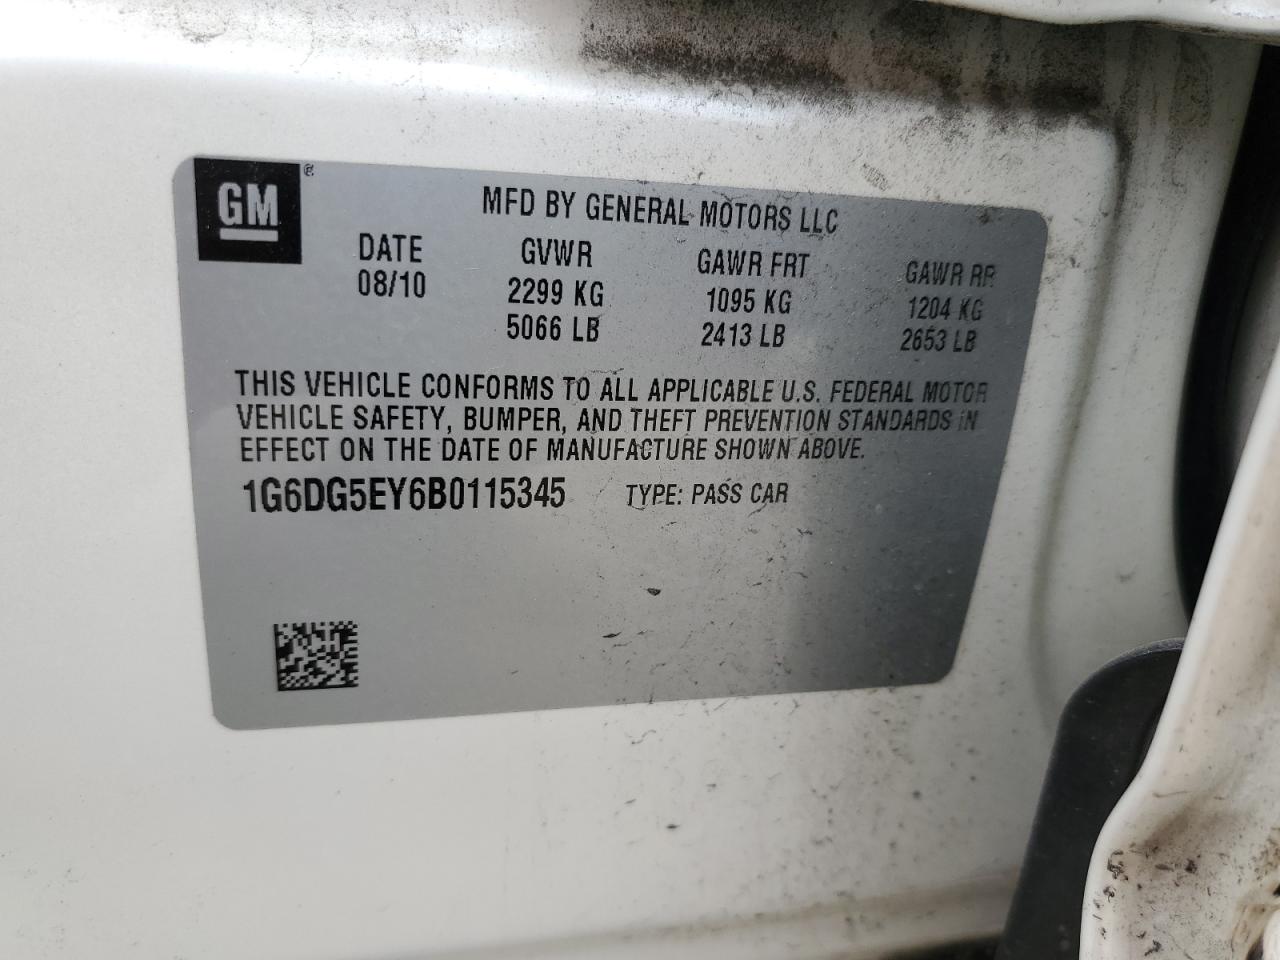 GM®
MFD BY GENERAL MOTORS LLC
DATE GVWR GAWR FRT GAWR RR
08/10 2299 KG 1095 KG 1204 KG
5066 LB 2413 LB 2653 LB
THIS VEHICLE CONFORMS TO ALL APPLICABLE U.S. FEDERAL MOTOR
VEHICLE SAFETY, BUMPER, AND THEFT PREVENTION STANDARDS IN
EFFECT ON THE DATE OF MANUFACTURE SHOWN ABOVE.
1G6DG5EY6B0115345 TYPE: PASS CAR